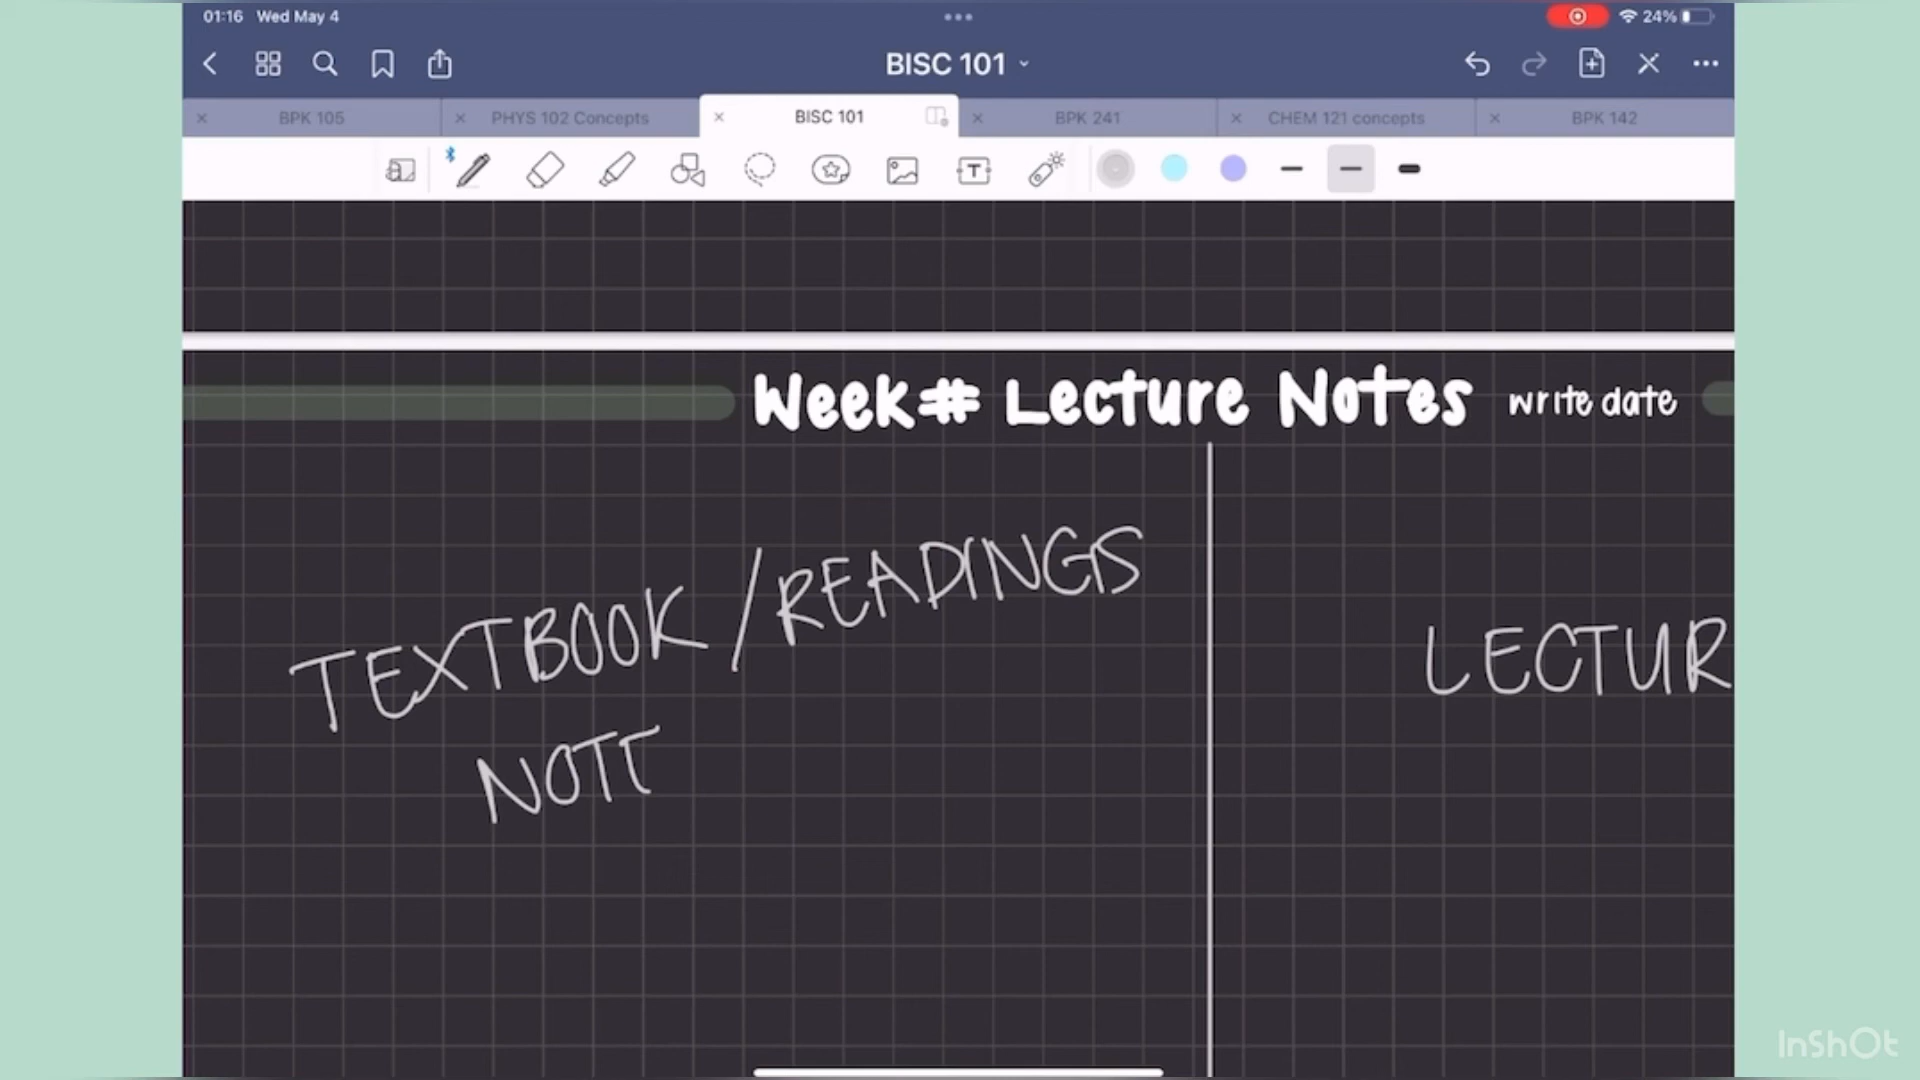 01:16 Wed May 4
24%
BISC 101
BPK 105
PHYS 102 Concepts
BISC 101
BPK 241
CHEM 121 concepts
BPK 142
T
Week# Lecture Notes write date
TEXTBOOK/READINGS
NOTE
LECTUR
InShOt